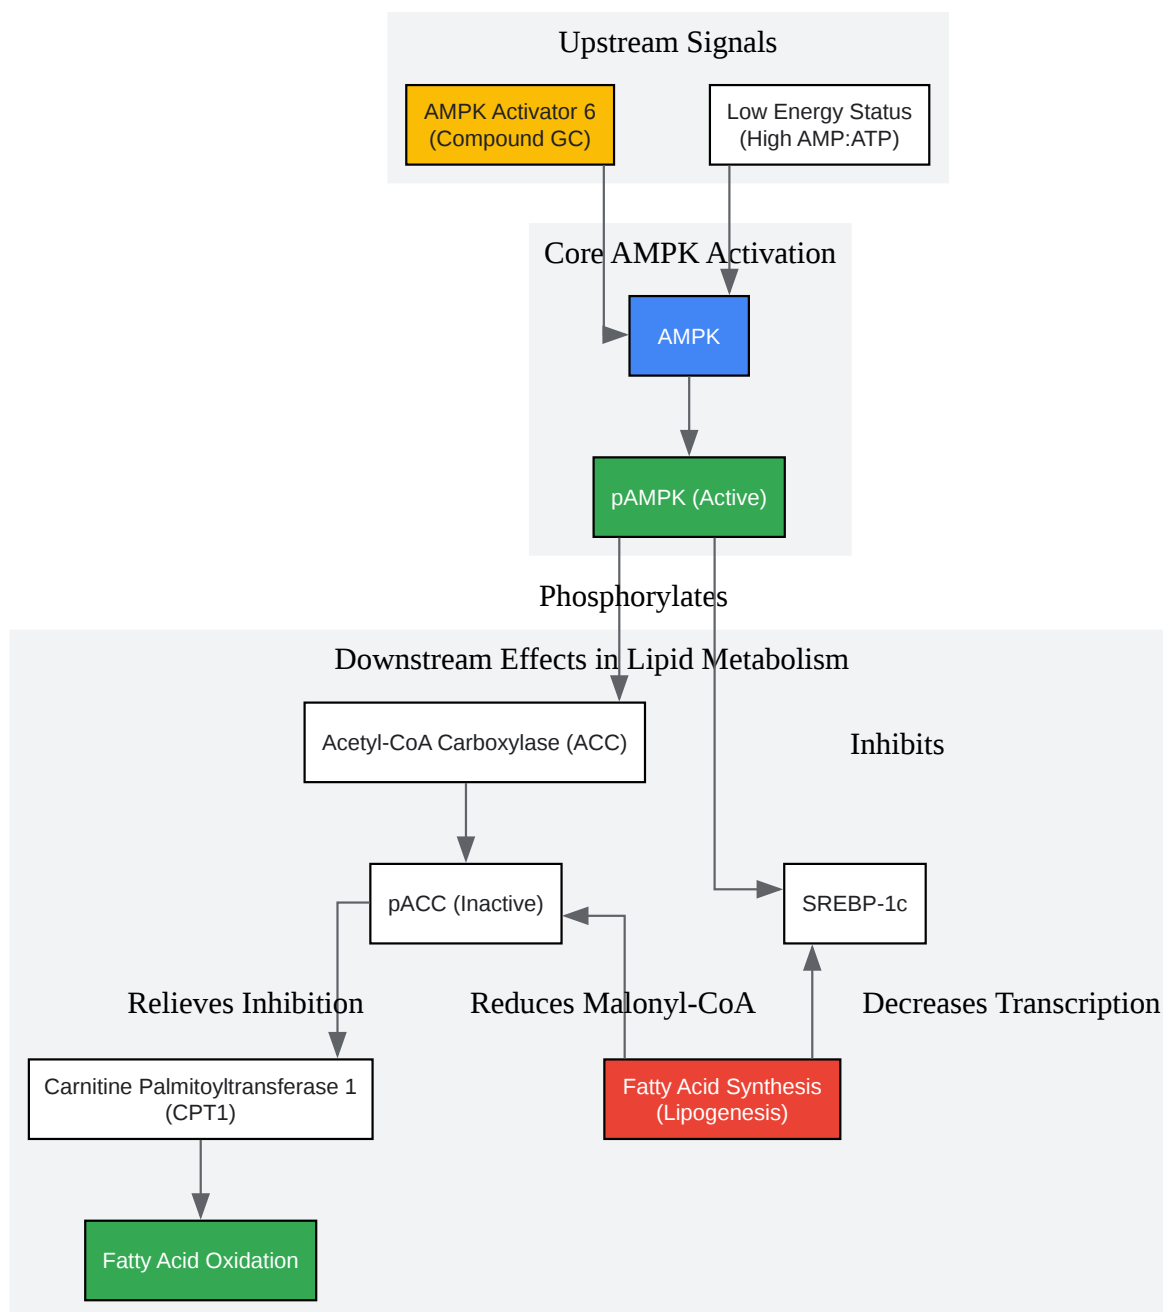 Upstream Signals
AMPK Activator 6
(Compound GC)
Low Energy Status
(High AMP:ATP)
Core AMPK Activation
AMPK
pAMPK (Active)
Phosphorylates
Downstream Effects in Lipid Metabolism
Acetyl-CoA Carboxylase (ACC)
Inhibits
pACC (Inactive)
SREBP-1c
Relieves Inhibition
Reduces Malonyl-CoA
Decreases Transcription
Carnitine Palmitoyltransferase 1
(CPT1)
Fatty Acid Synthesis
(Lipogenesis)
Fatty Acid Oxidation